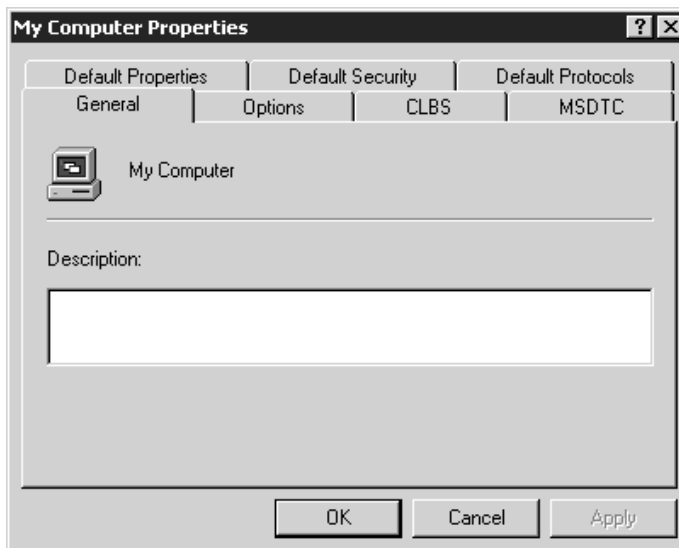 My Computer Properties
Default Properties Default Security Default Protocols
General Options CLBS MSDTC
My Computer
Description:
OK Cancel Apply